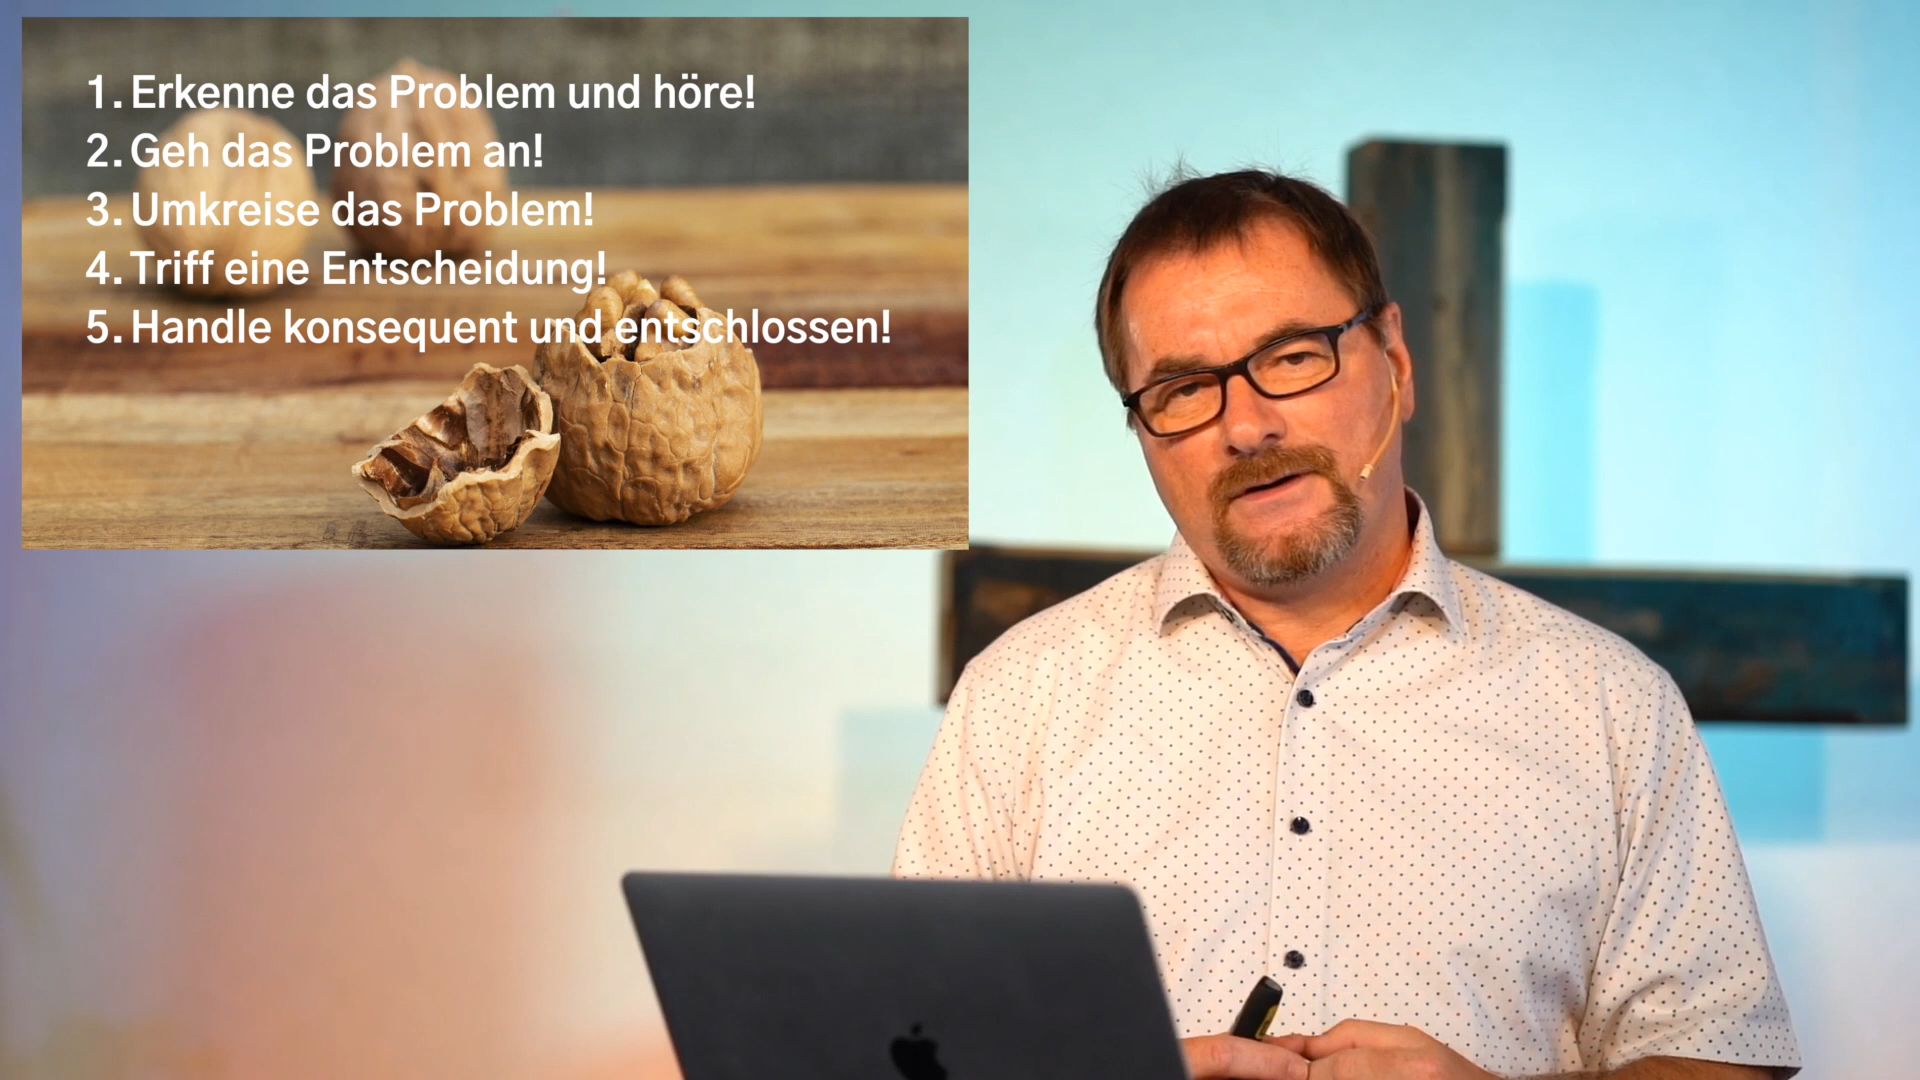 1. Erkenne das Problem und höre!
2. Geh das Problem an!
3. Umkreise das Problem!
4. Triff eine Entscheidung!
5. Handle konsequent und entschlossen!